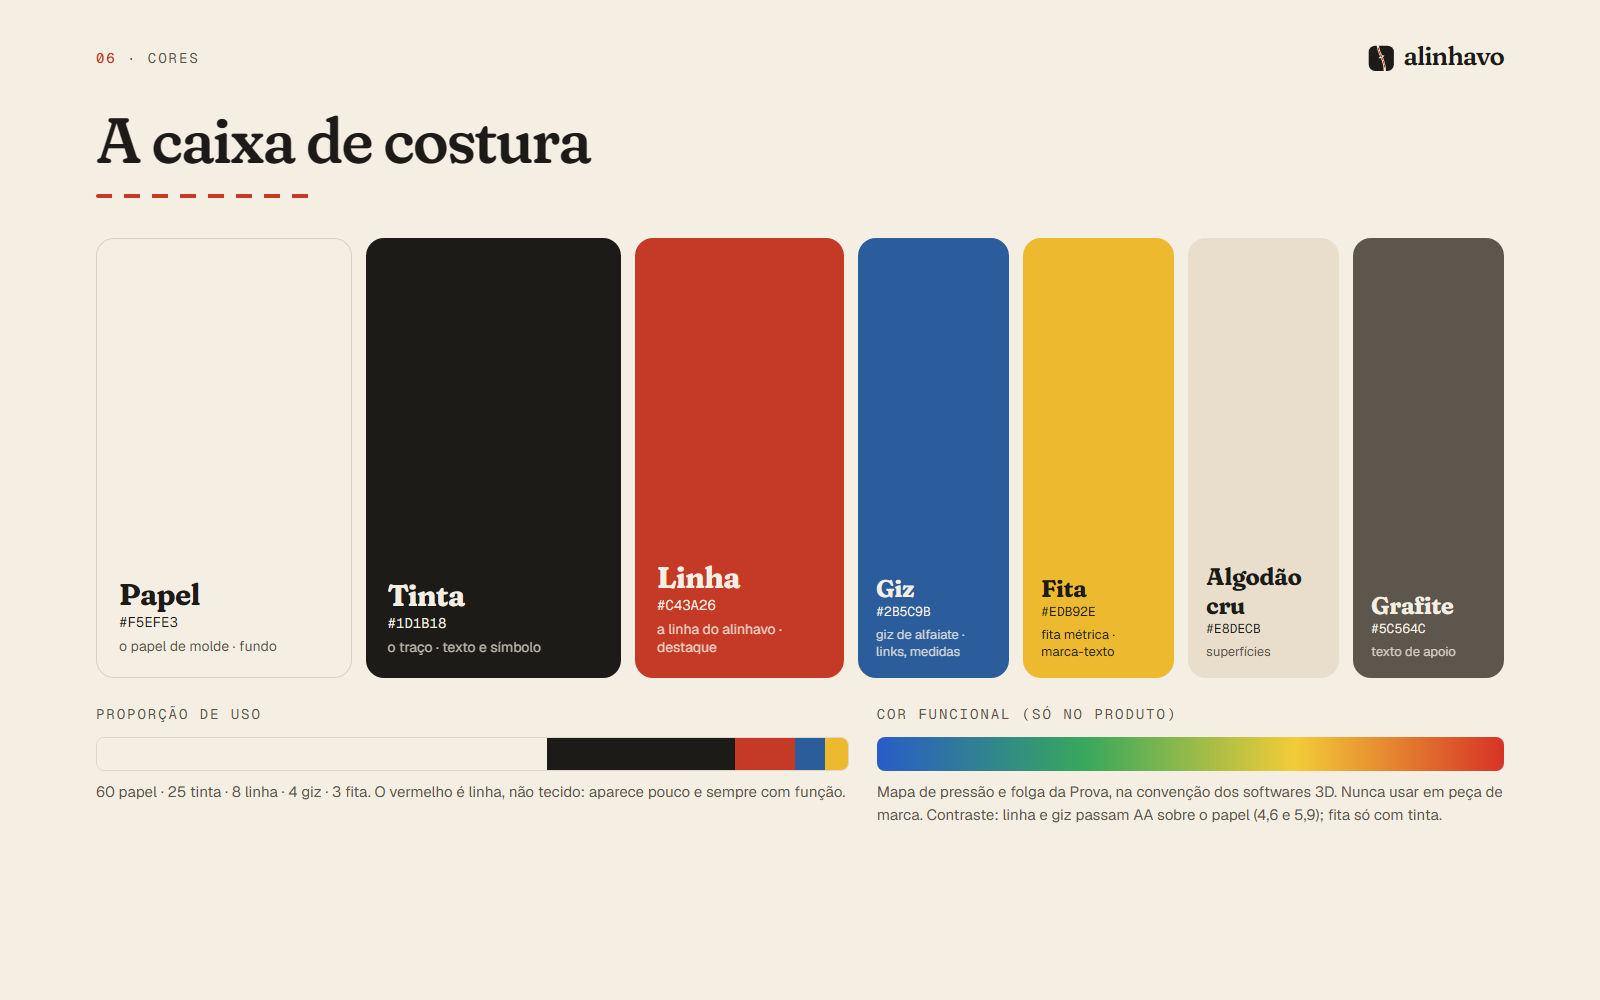 06 · CORES
alinhavo
A caixa de costura
Papel
#F5EFE3
o papel de molde · fundo
Tinta
#1D1B18
o traço · texto e símbolo
Linha
#C43A26
a linha do alinhavo ·
destaque
Giz
#2B5C9B
giz de alfaiate ·
links, medidas
Fita
#EDB92E
fita métrica ·
marca-texto
Algodão
cru
#E8DECB
superfícies
Grafite
#5C564C
texto de apoio
PROPORÇÃO DE USO
60 papel · 25 tinta · 8 linha · 4 giz · 3 fita. O vermelho é linha, não tecido: aparece pouco e sempre com função.
COR FUNCIONAL (SÓ NO PRODUTO)
Mapa de pressão e folga da Prova, na convenção dos softwares 3D. Nunca usar em peça de
marca. Contraste: linha e giz passam AA sobre o papel (4,6 e 5,9); fita só com tinta.